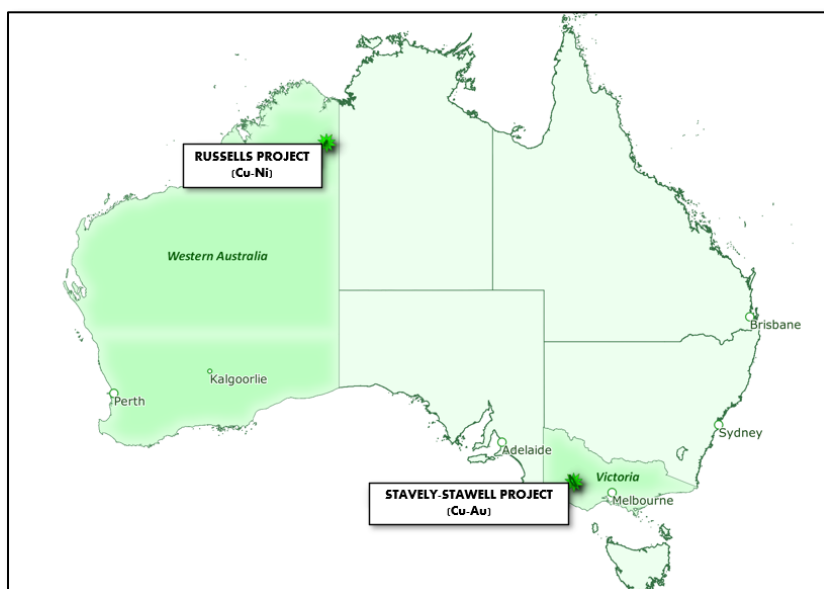 RUSSELLS PROJECT
(Cu-Ni)
Western Australia
Brisbane
Kalgoorlie
Perth
Sydney
Adelaide
Victoria
STAVELY-STAWELL PROJECT
(Cu-Au)
Melbourne